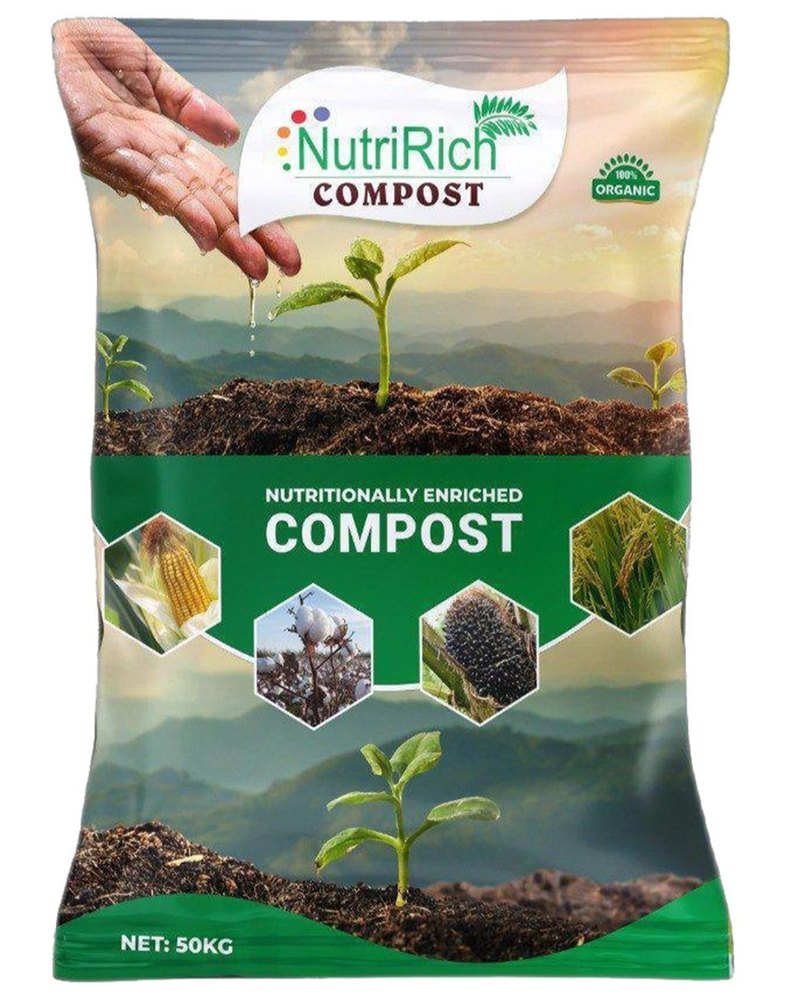 NutriRich
COMPOST
100%
ORGANIC
NUTRITIONALLY ENRICHED
COMPOST
NET: 50KG